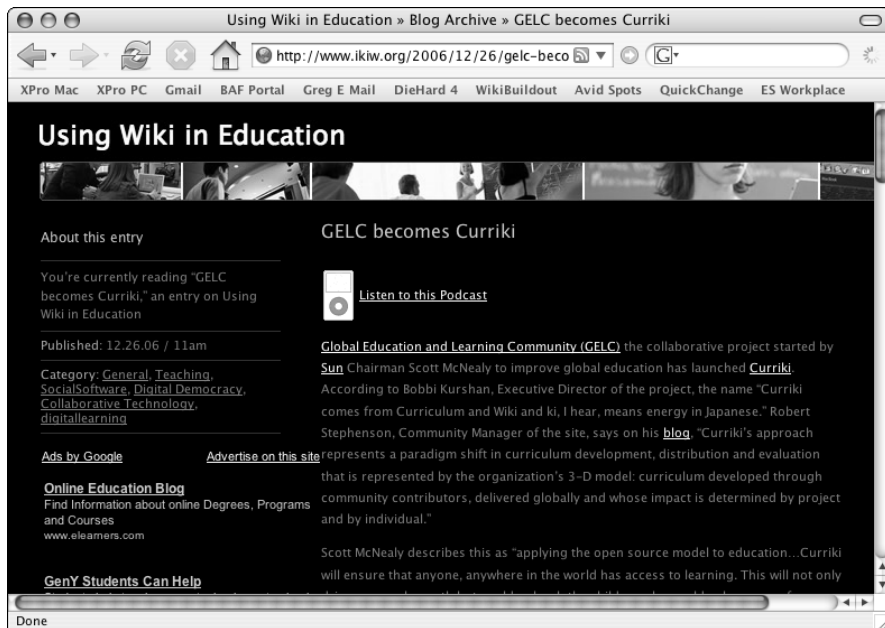 Using Wiki in Education » Blog Archive » GELC becomes Curriki
http://www.ikiw.org/2006/12/26/gelc-beco
G
XPro Mac XPro PC Gmail BAF Portal Greg E Mail DieHard 4 WikiBuildout Avid Spots QuickChange ES Workplace
Using Wiki in Education
About this entry
You're currently reading "GELC
becomes Curriki," an entry on Using
Wiki in Education
Published: 12.26.06 / 11am
Category: General, Teaching,
SocialSoftware, Digital Democracy,
Collaborative Technology,
digitallearning
Ads by Google Advertise on this site
Online Education Blog
Find Information about online Degrees, Programs
and Courses
www.elearners.com
GenY Students Can Help
GELC becomes Curriki
Listen to this Podcast
Global Education and Learning Community (GELC) the collaborative project started by
Sun Chairman Scott McNealy to improve global education has launched Curriki.
According to Bobbi Kurshan, Executive Director of the project, the name "Curriki
comes from Curriculum and Wiki and ki, I hear, means energy in Japanese." Robert
Stephenson, Community Manager of the site, says on his blog, "Curriki's approach
represents a paradigm shift in curriculum development, distribution and evaluation
that is represented by the organization's 3-D model: curriculum developed through
community contributors, delivered globally and whose impact is determined by project
and by individual."
Scott McNealy describes this as "applying the open source model to education...Curriki
will ensure that anyone, anywhere in the world has access to learning. This will not only
Done